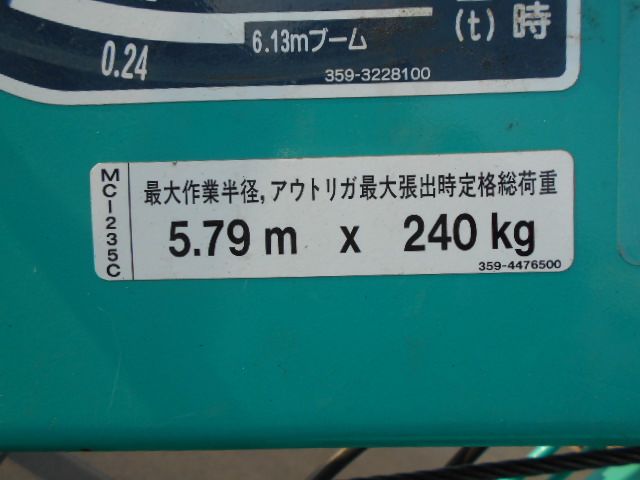 0.24
6.13mブーム
(t)時
359-3228100
MC-1235C
最大作業半径,アウトリガ最大張出時定格総荷重
5.79 m x 240 kg
359-4476500